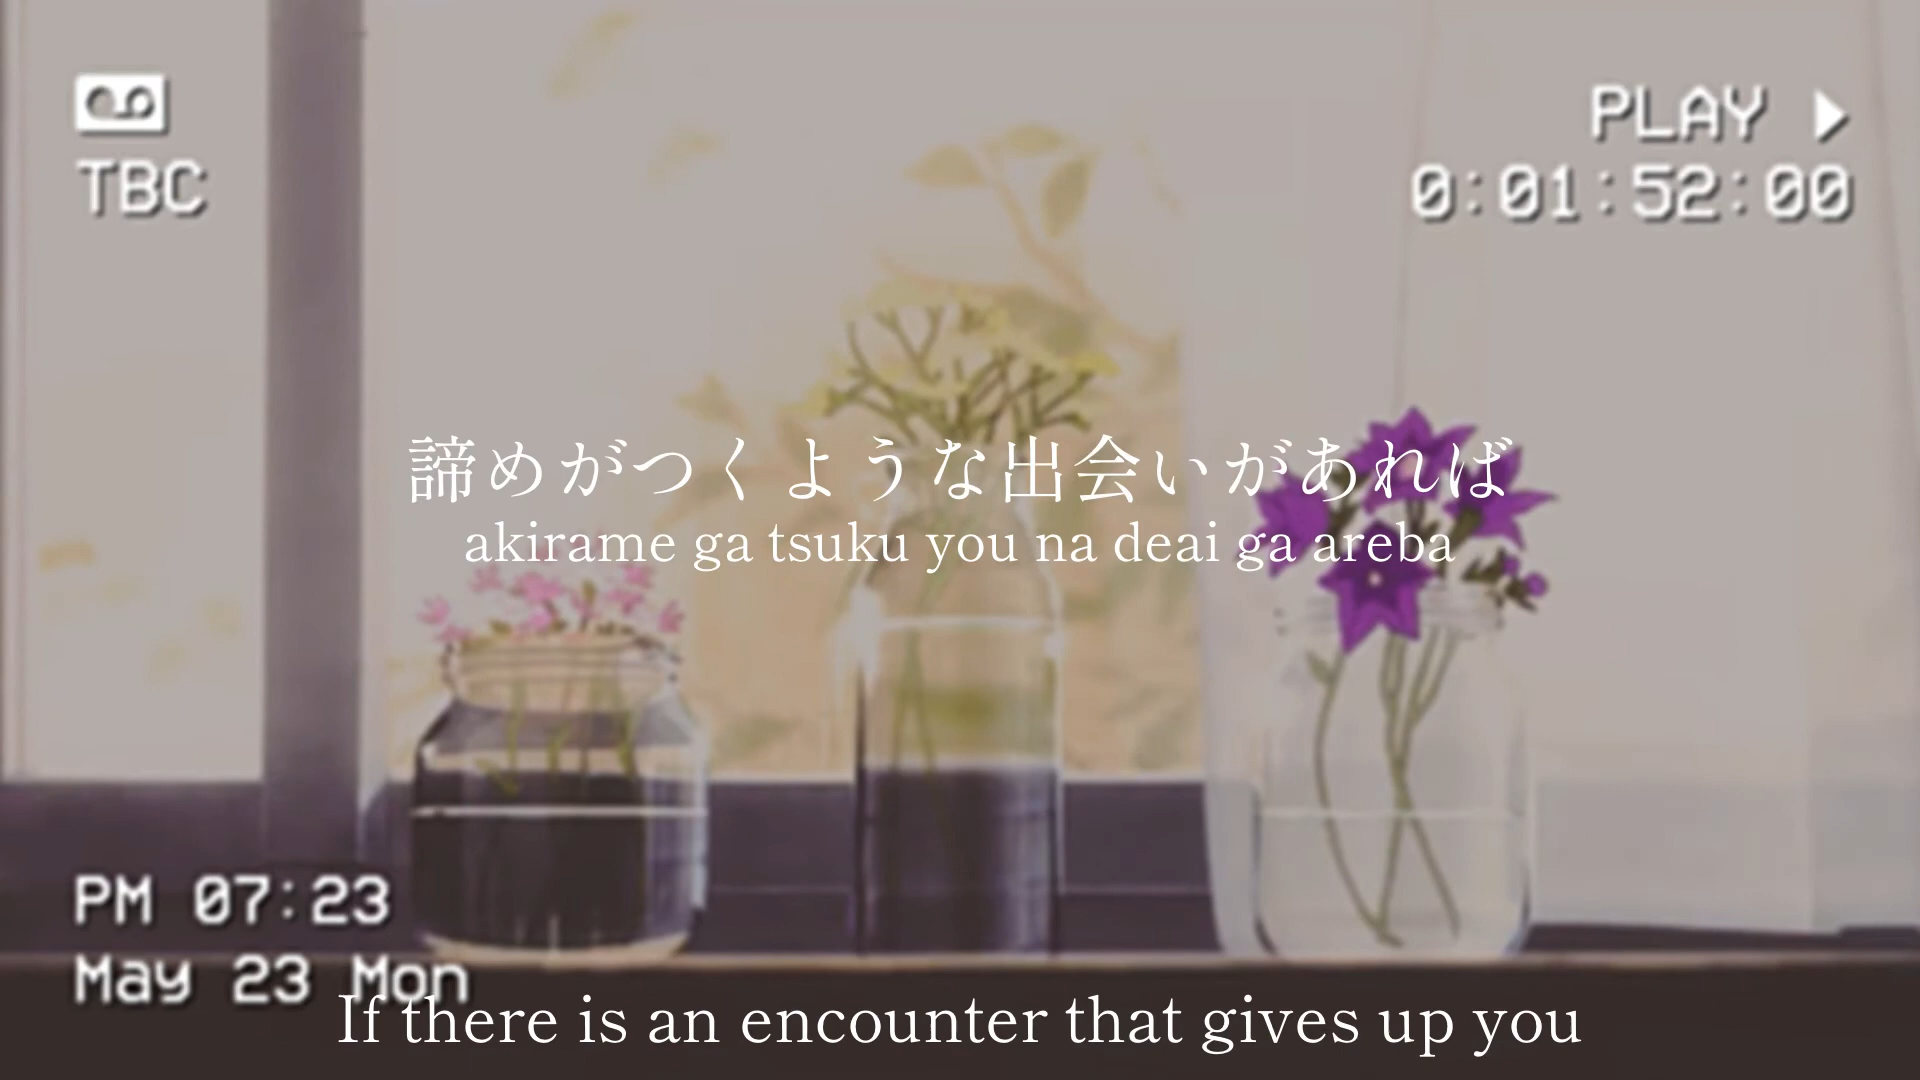 TBC
PLAY
0:01:52:00
諦めがつくような出会いがあれば
akirame ga tsuku you na deai ga areba
PM 07:23
May 23 Mon
If there is an encounter that gives up you